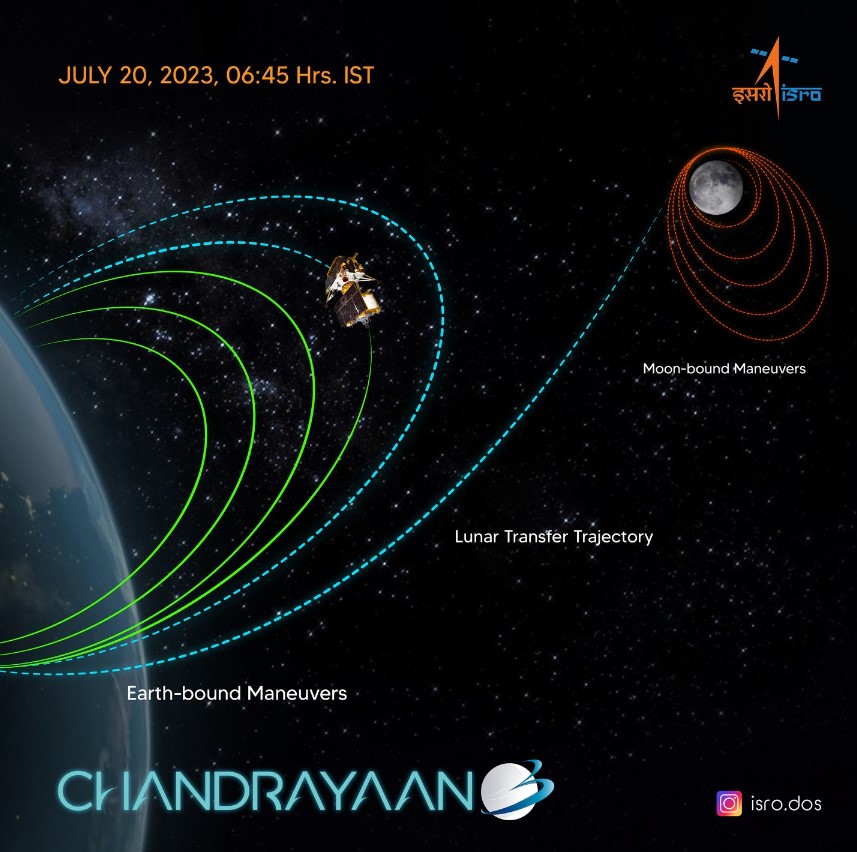 JULY 20, 2023, 06:45 Hrs. IST
इसरो isro
Moon-bound Maneuvers
Lunar Transfer Trajectory
Earth-bound Maneuvers
CHANDRAYAAN 3
isro.dos